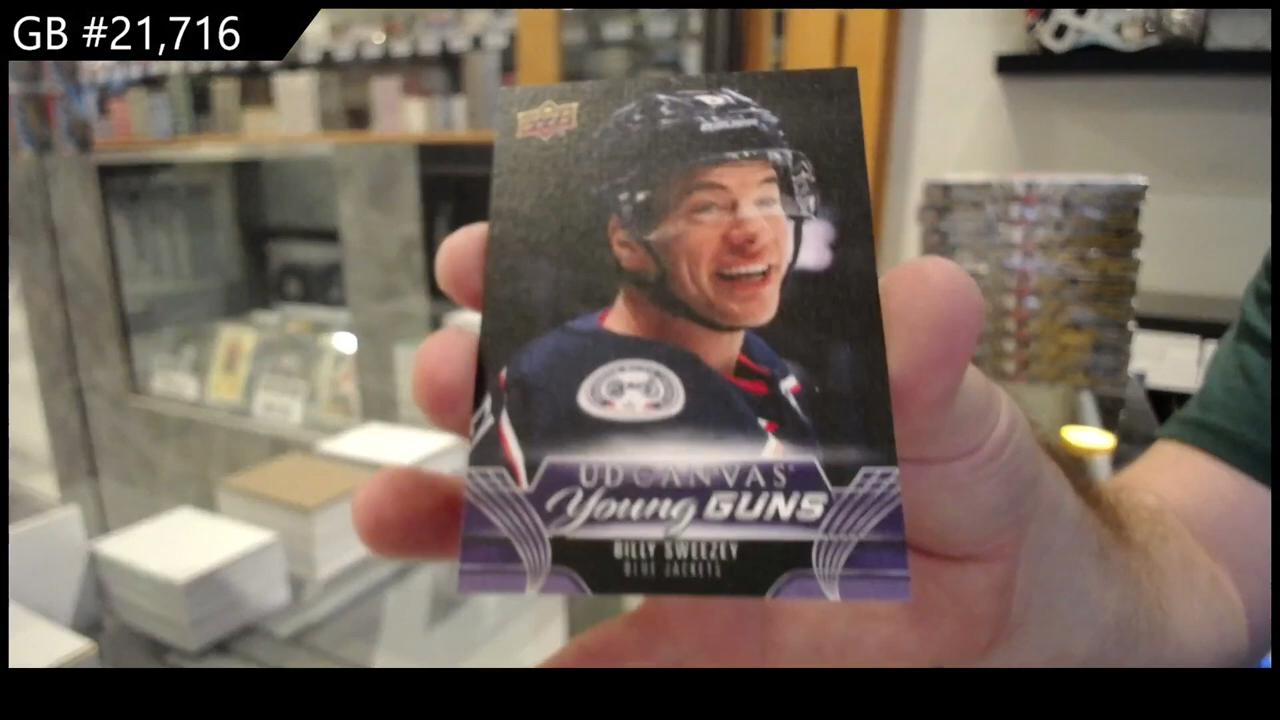 GB #21,716
UD CANVAS
Young GUNS
BILLY SWEEZEY
BLUE JACKETS